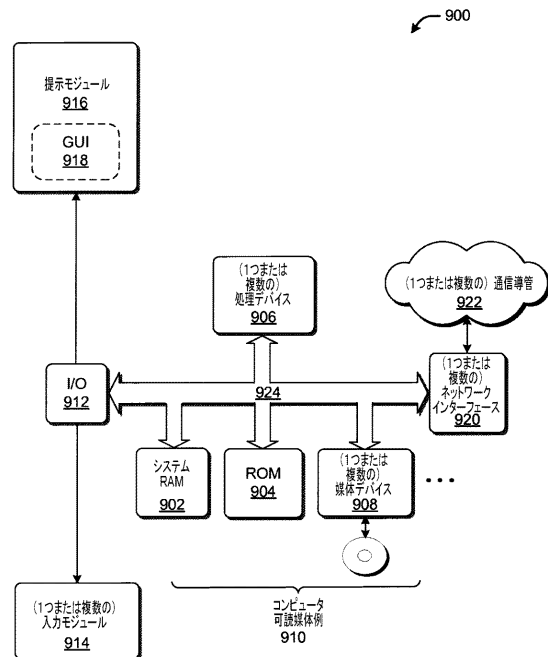 900
提示モジュール
916
GUI
918
(1つまたは
複数の)
処理デバイス
906
(1つまたは複数の) 通信導管
922
I/O
912
924
(1つまたは
複数の)
ネットワーク
インターフェース
920
システム
RAM
902
ROM
904
(1つまたは
複数の)
媒体デバイス
908
(1つまたは複数の)
入力モジュール
914
コンピュータ
可読媒体例
910